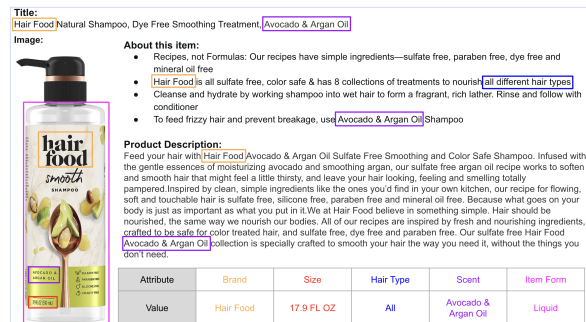 Title:
Hair Food Natural Shampoo, Dye Free Smoothing Treatment, Avocado & Argan Oil
Image:
hair
food
smooth
SHAMPOO
AVOCADO &
ARGAN OIL
About this item:
● Recipes, not Formulas: Our recipes have simple ingredients—sulfate free, paraben free, dye free and
mineral oil free
● Hair Food is all sulfate free, color safe & has 8 collections of treatments to nourish all different hair types
● Cleanse and hydrate by working shampoo into wet hair to form a fragrant, rich lather. Rinse and follow with
conditioner
● To feed frizzy hair and prevent breakage, use Avocado & Argan Oil Shampoo
Product Description:
Feed your hair with Hair Food Avocado & Argan Oil Sulfate Free Smoothing and Color Safe Shampoo. Infused with
the gentle essences of moisturizing avocado and smoothing argan, our sulfate free argan oil recipe works to soften
and smooth hair that might feel a little thirsty, and leave your hair looking, feeling and smelling totally
pampered.Inspired by clean, simple ingredients like the ones you'd find in your own kitchen, our recipe for flowing,
soft and touchable hair is sulfate free, silicone free, paraben free and mineral oil free. Because what goes on your
body is just as important as what you put in it.We at Hair Food believe in something simple. Hair should be
nourished, the same way we nourish our bodies. All of our recipes are inspired by fresh and nourishing ingredients,
crafted to be safe for color treated hair, and sulfate free, dye free and paraben free. Our sulfate free Hair Food
Avocado & Argan Oil collection is specially crafted to smooth your hair the way you need it, without the things you
don't need.
Attribute Brand Size Hair Type Scent Item Form
Value Hair Food 17.9 FL OZ All Avocado & Argan Oil Liquid